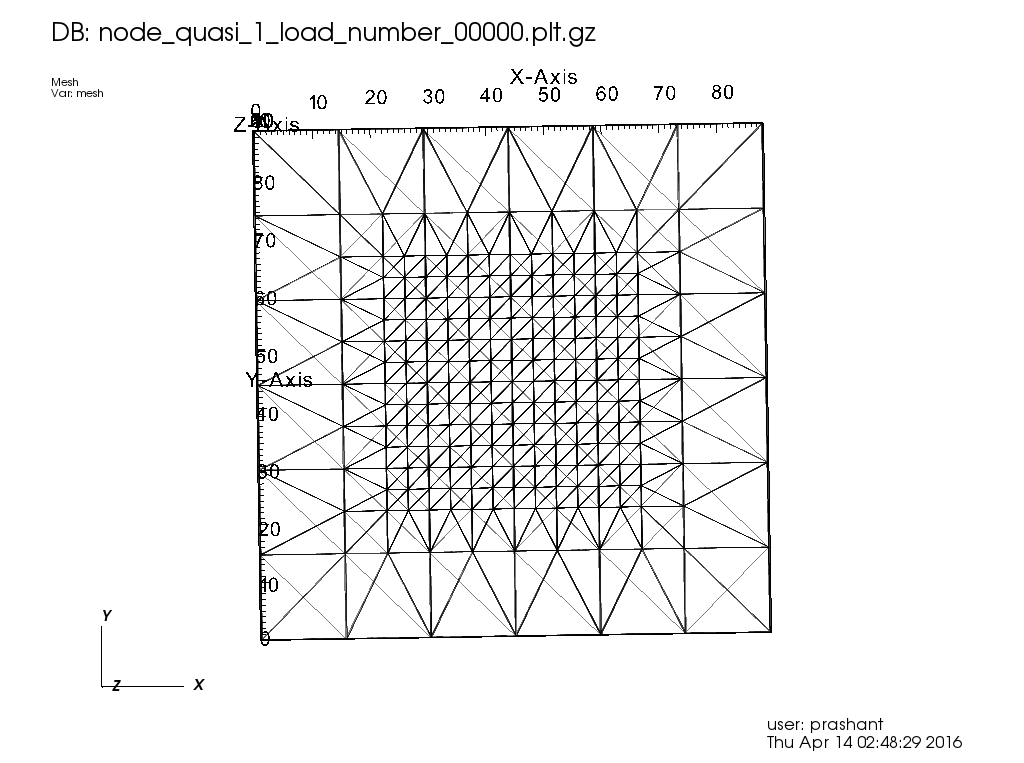 DB: node_quasi_1_load_number_00000.plt.gz
Mesh
Var: mesh
X-Axis
0 10 20 30 40 50 60 70 80
Z-Axis
80
70
60
50
Y-Axis
40
30
20
10
0
Y
Z X
user: prashant
Thu Apr 14 02:48:29 2016